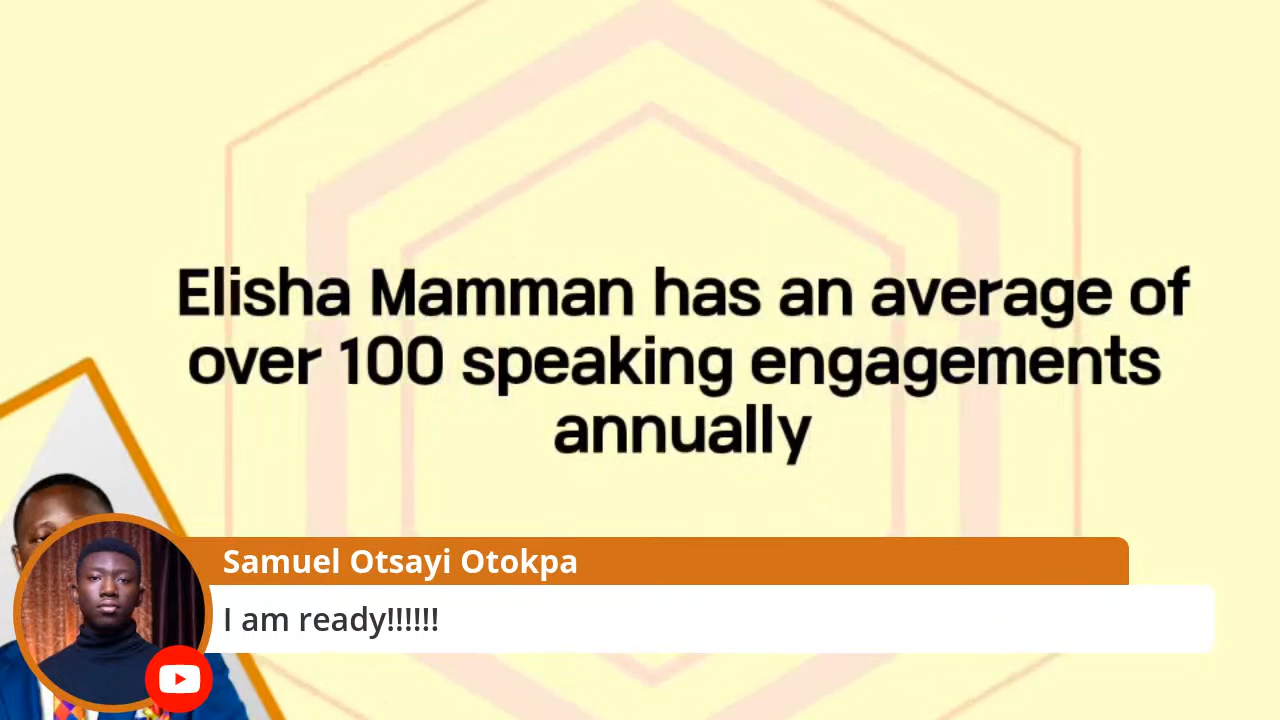 Elisha Mamman has an average of
over 100 speaking engagements
annually
Samuel Otsayi Otokpa
I am ready!!!!!!